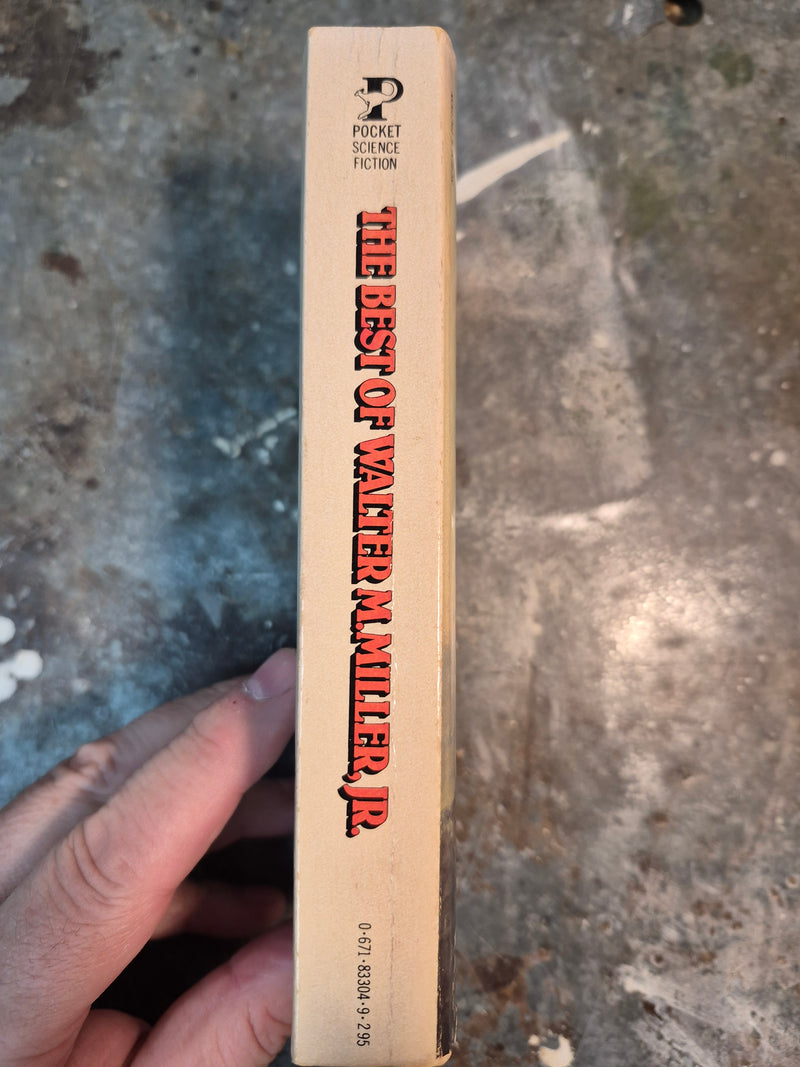 P
POCKET
SCIENCE
FICTION
THE BEST OF WALTER M. MILLER, JR.
0·671·83304·9·295